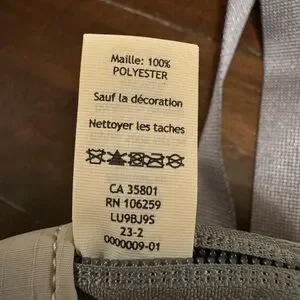 Maille: 100%
POLYESTER
Sauf la décoration
Nettoyer les taches
CA 35801
RN 106259
LU9BJ9S
23-2
0000009-01